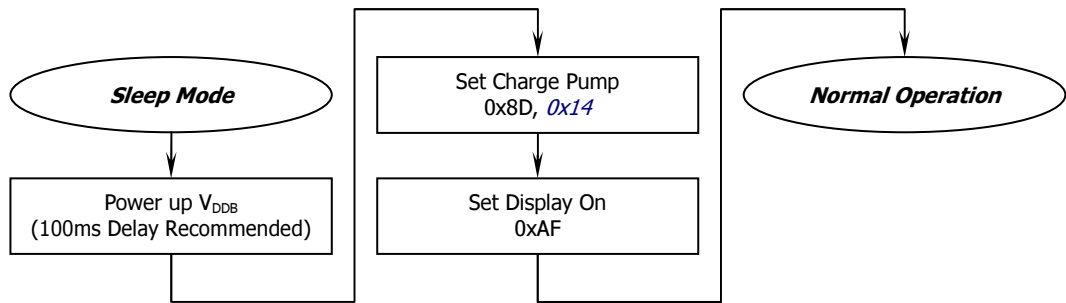 Sleep Mode
Power up VDDB
(100ms Delay Recommended)
Set Charge Pump
0x8D, 0x14
Set Display On
0xAF
Normal Operation